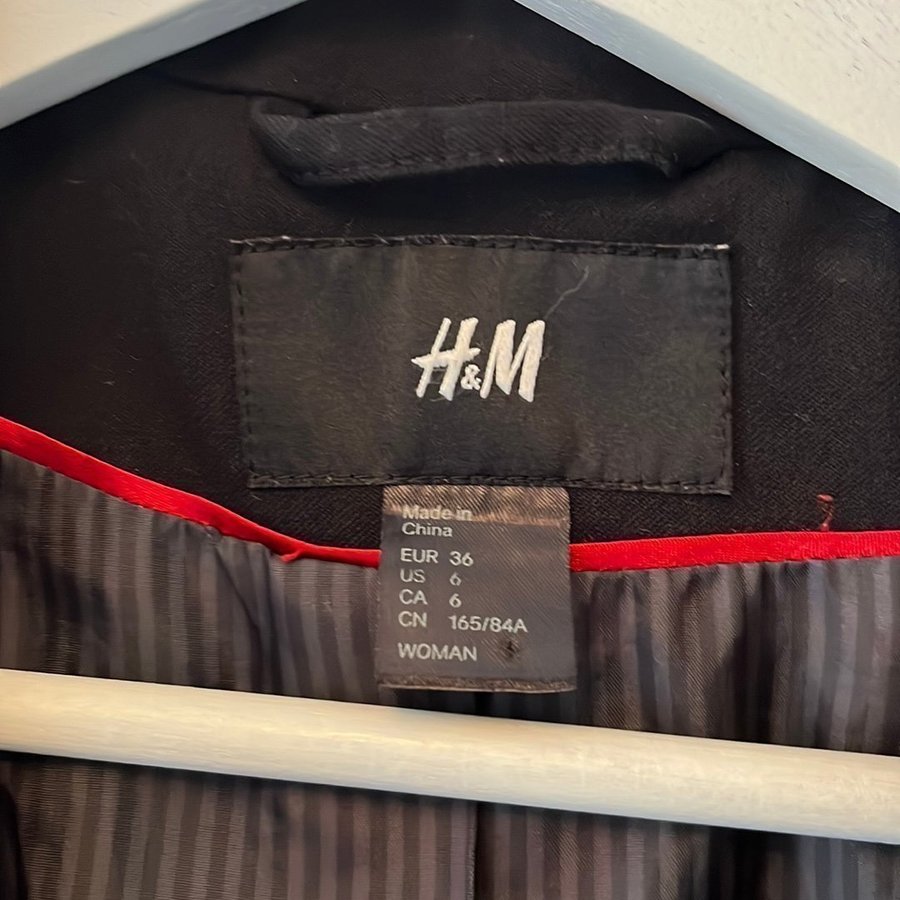 H&M
Made in
China
EUR 36
US 6
CA 6
CN 165/84A
WOMAN